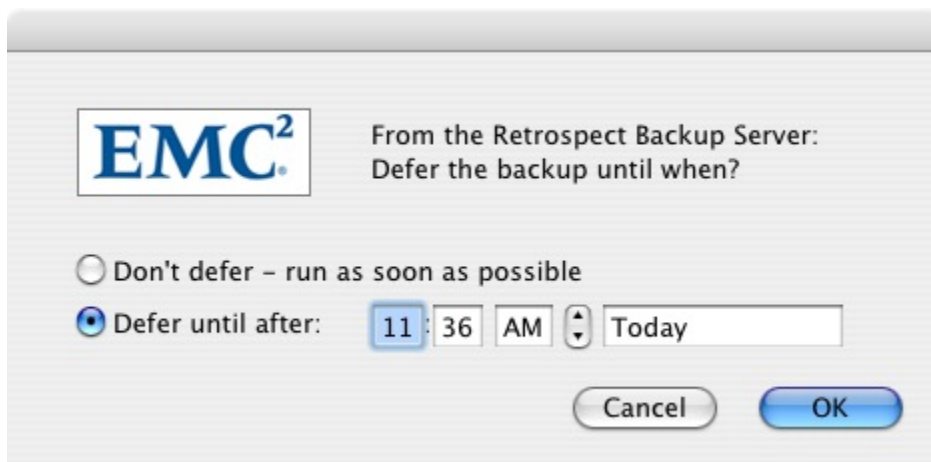 EMC²®
From the Retrospect Backup Server:
Defer the backup until when?
Don't defer – run as soon as possible
Defer until after: 11 : 36 AM Today
Cancel OK